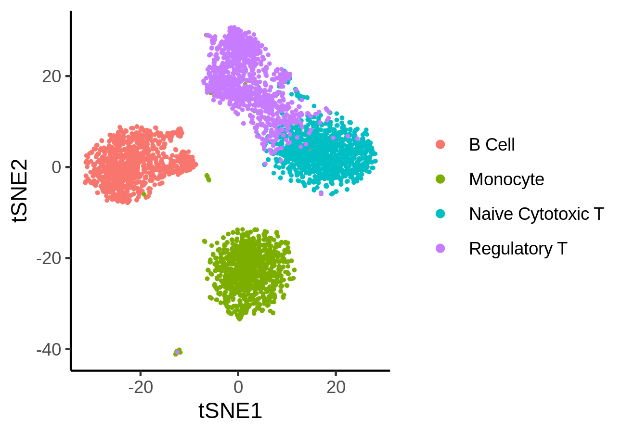 tSNE2
20
0
-20
-40
-20 0 20
tSNE1
B Cell
Monocyte
Naive Cytotoxic T
Regulatory T